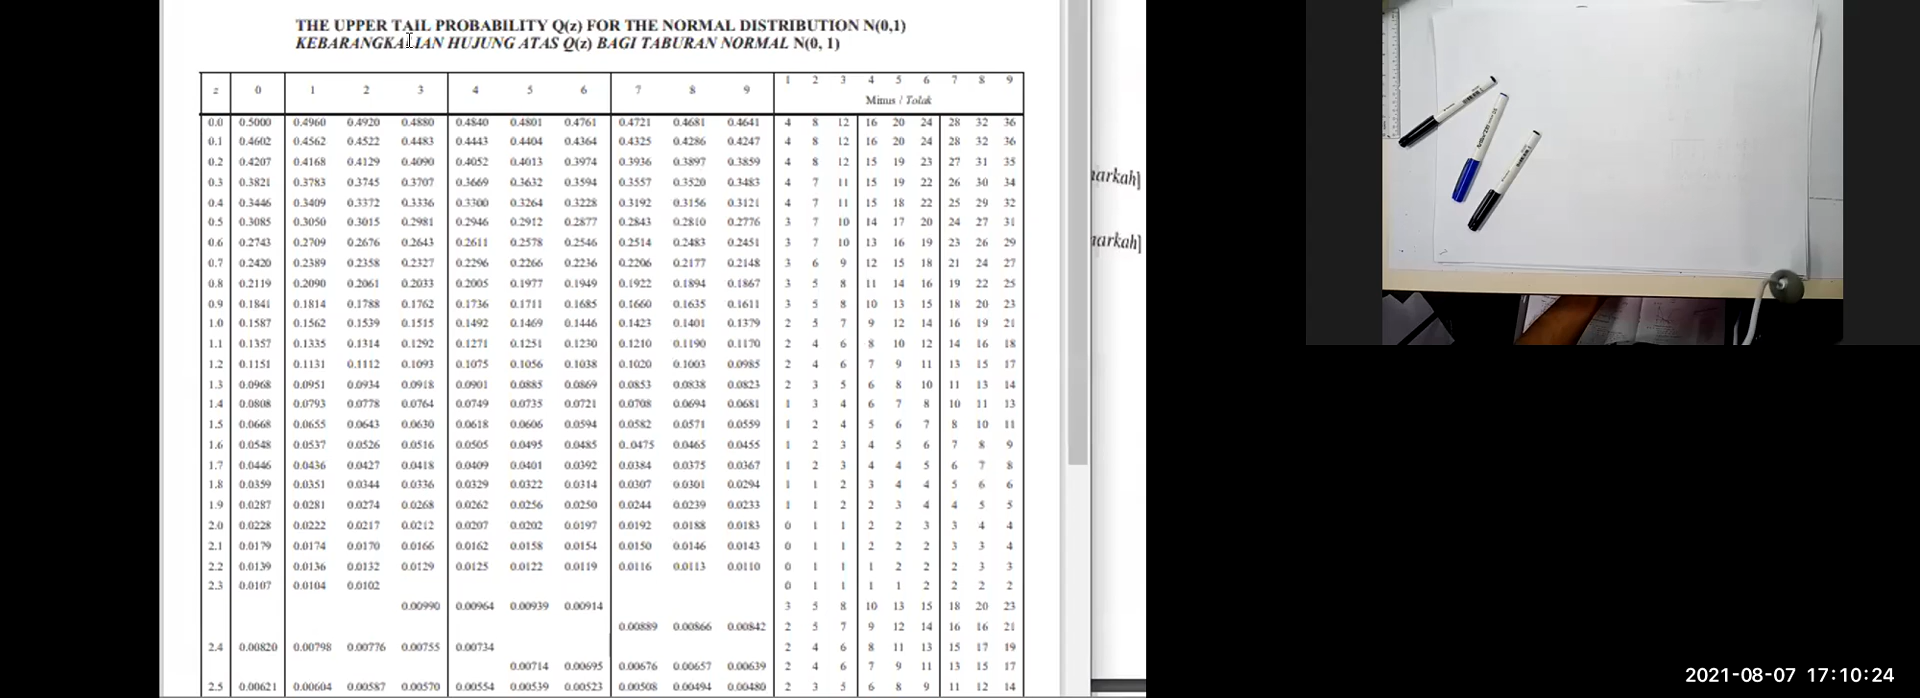 THE UPPER TAIL PROBABILITY Q(z) FOR THE NORMAL DISTRIBUTION N(0,1)
KEBARANGKALIAN HUJUNG ATAS Q(z) BAGI TABURAN NORMAL N(0, 1)
z 0 1 2 3 4 5 6 7 8 9 1 2 3 4 5 6 7 8 9
Minus / Tolak
0.0 0.5000 0.4960 0.4920 0.4880 0.4840 0.4801 0.4761 0.4721 0.4681 0.4641 4 8 12 16 20 24 28 32 36
0.1 0.4602 0.4562 0.4522 0.4483 0.4443 0.4404 0.4364 0.4325 0.4286 0.4247 4 8 12 16 20 24 28 32 36
0.2 0.4207 0.4168 0.4129 0.4090 0.4052 0.4013 0.3974 0.3936 0.3897 0.3859 4 8 12 15 19 23 27 31 35
0.3 0.3821 0.3783 0.3745 0.3707 0.3669 0.3632 0.3594 0.3557 0.3520 0.3483 4 7 11 15 19 22 26 30 34
0.4 0.3446 0.3409 0.3372 0.3336 0.3300 0.3264 0.3228 0.3192 0.3156 0.3121 4 7 11 15 18 22 25 29 32
0.5 0.3085 0.3050 0.3015 0.2981 0.2946 0.2912 0.2877 0.2843 0.2810 0.2776 3 7 10 14 17 20 24 27 31
0.6 0.2743 0.2709 0.2676 0.2643 0.2611 0.2578 0.2546 0.2514 0.2483 0.2451 3 7 10 13 16 19 23 26 29
0.7 0.2420 0.2389 0.2358 0.2327 0.2296 0.2266 0.2236 0.2206 0.2177 0.2148 3 6 9 12 15 18 21 24 27
0.8 0.2119 0.2090 0.2061 0.2033 0.2005 0.1977 0.1949 0.1922 0.1894 0.1867 3 5 8 11 14 16 19 22 25
0.9 0.1841 0.1814 0.1788 0.1762 0.1736 0.1711 0.1685 0.1660 0.1635 0.1611 3 5 8 10 13 15 18 20 23
1.0 0.1587 0.1562 0.1539 0.1515 0.1492 0.1469 0.1446 0.1423 0.1401 0.1379 2 5 7 9 12 14 16 19 21
1.1 0.1357 0.1335 0.1314 0.1292 0.1271 0.1251 0.1230 0.1210 0.1190 0.1170 2 4 6 8 10 12 14 16 18
1.2 0.1151 0.1131 0.1112 0.1093 0.1075 0.1056 0.1038 0.1020 0.1003 0.0985 2 4 6 7 9 11 13 15 17
1.3 0.0968 0.0951 0.0934 0.0918 0.0901 0.0885 0.0869 0.0853 0.0838 0.0823 2 3 5 6 8 10 11 13 14
1.4 0.0808 0.0793 0.0778 0.0764 0.0749 0.0735 0.0721 0.0708 0.0694 0.0681 1 3 4 6 7 8 10 11 13
1.5 0.0668 0.0655 0.0643 0.0630 0.0618 0.0606 0.0594 0.0582 0.0571 0.0559 1 2 4 5 6 7 8 10 11
1.6 0.0548 0.0537 0.0526 0.0516 0.0505 0.0495 0.0485 0..0475 0.0465 0.0455 1 2 3 4 5 6 7 8 9
1.7 0.0446 0.0436 0.0427 0.0418 0.0409 0.0401 0.0392 0.0384 0.0375 0.0367 1 2 3 4 4 5 6 7 8
1.8 0.0359 0.0351 0.0344 0.0336 0.0329 0.0322 0.0314 0.0307 0.0301 0.0294 1 1 2 3 4 4 5 6 6
1.9 0.0287 0.0281 0.0274 0.0268 0.0262 0.0256 0.0250 0.0244 0.0239 0.0233 1 1 2 2 3 4 4 5 5
2.0 0.0228 0.0222 0.0217 0.0212 0.0207 0.0202 0.0197 0.0192 0.0188 0.0183 0 1 1 2 2 3 3 4 4
2.1 0.0179 0.0174 0.0170 0.0166 0.0162 0.0158 0.0154 0.0150 0.0146 0.0143 0 1 1 2 2 2 3 3 4
2.2 0.0139 0.0136 0.0132 0.0129 0.0125 0.0122 0.0119 0.0116 0.0113 0.0110 0 1 1 1 2 2 2 3 3
2.3 0.0107 0.0104 0.0102 0 1 1 1 1 2 2 2 2
0.00990 0.00964 0.00939 0.00914 3 5 8 10 13 15 18 20 23
0.00889 0.00866 0.00842 2 5 7 9 12 14 16 16 21
2.4 0.00820 0.00798 0.00776 0.00755 0.00734 2 4 6 8 11 13 15 17 19
0.00714 0.00695 0.00676 0.00657 0.00639 2 4 6 7 9 11 13 15 17
2.5 0.00621 0.00604 0.00587 0.00570 0.00554 0.00539 0.00523 0.00508 0.00494 0.00480 2 3 5 6 8 9 11 12 14
arkah]
arkah]
2021-08-07 17:10:24